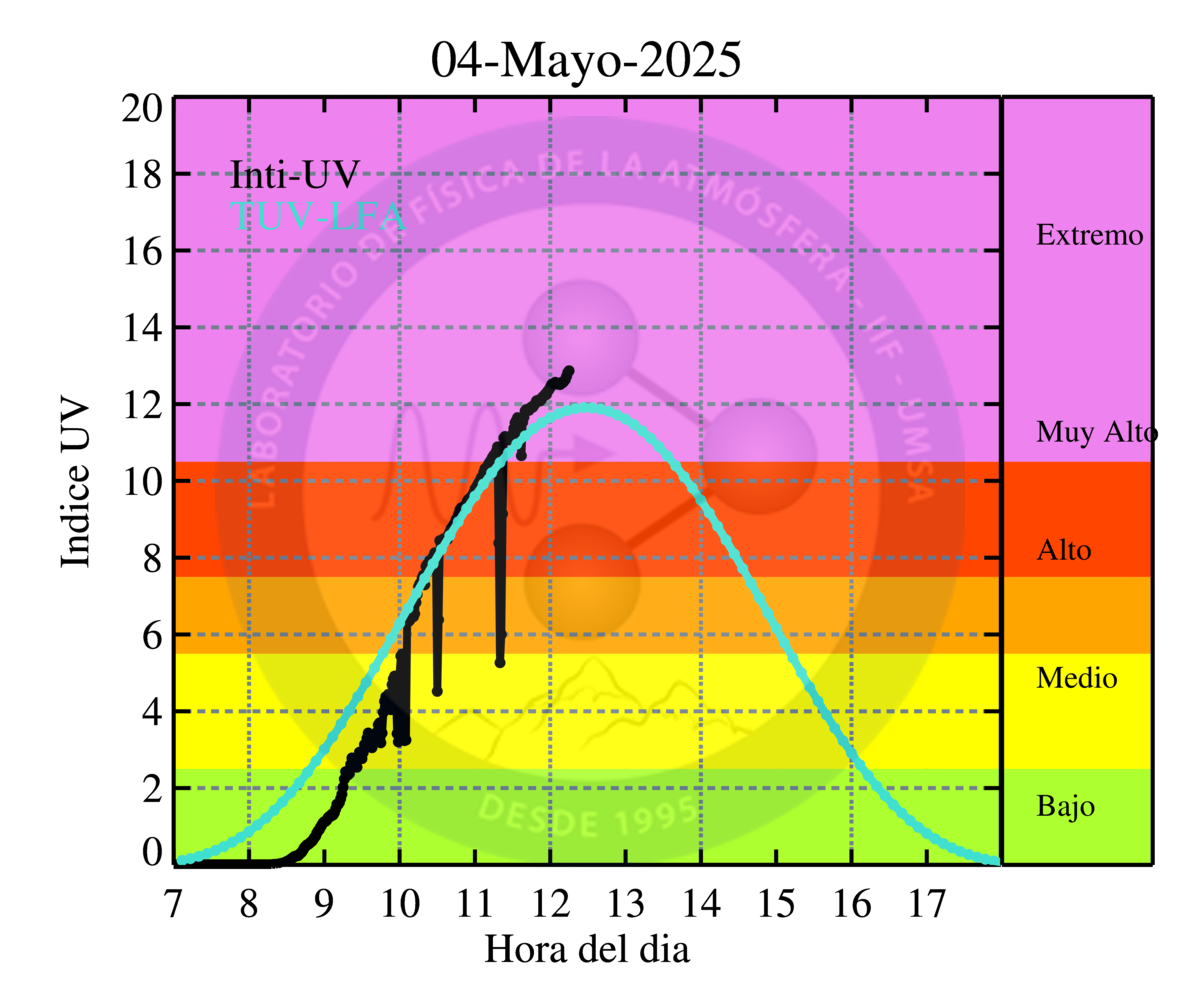 04-Mayo-2025
Inti-UV
TUV-LFA
LABORATORIO DE FÍSICA DE LA ATMÓSFERA - IIF - UMSA
DESDE 1995
Indice UV
20
18
16
14
12
10
8
6
4
2
0
Extremo
Muy Alto
Alto
Medio
Bajo
7 8 9 10 11 12 13 14 15 16 17
Hora del dia